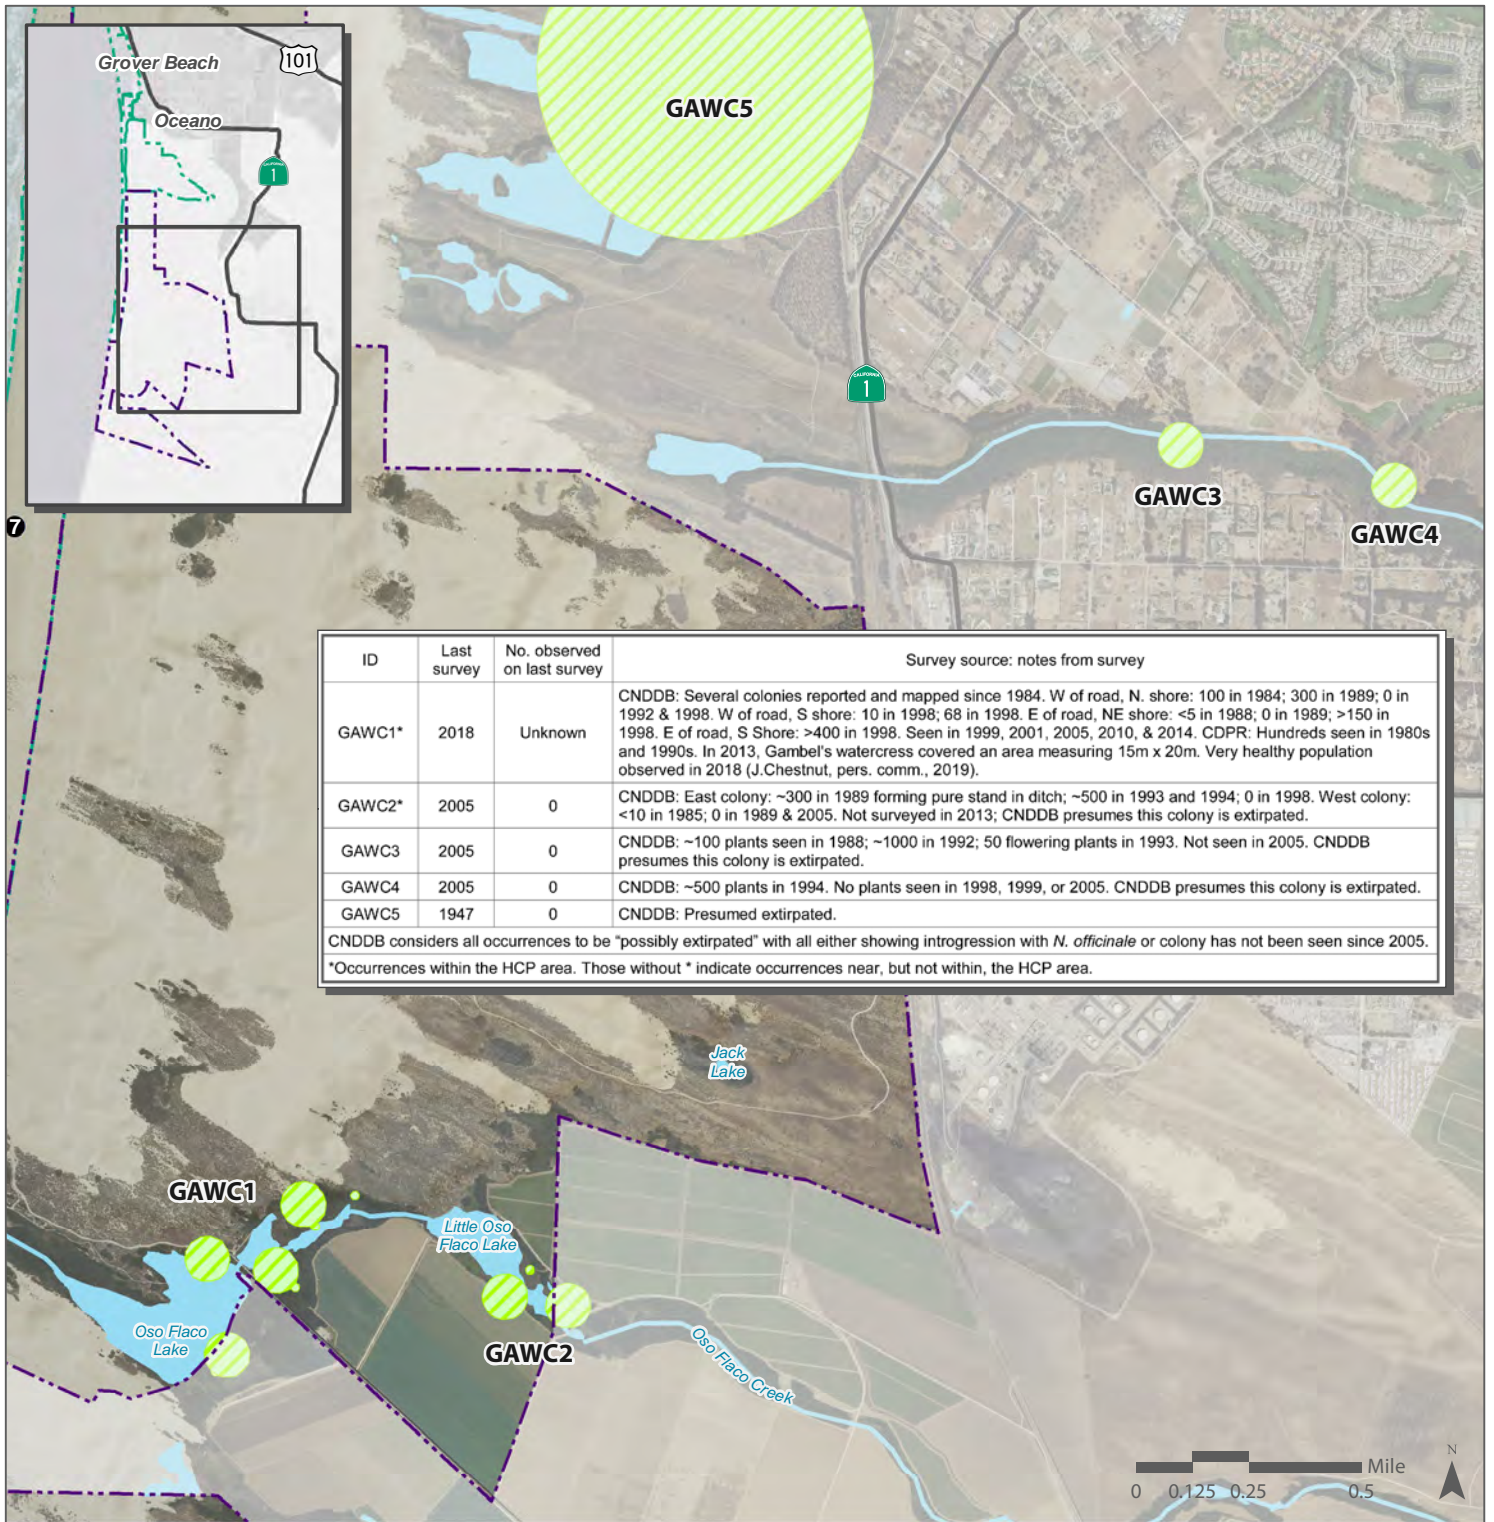 Grover Beach
101
Oceano
CALIFORNIA
1
GAWC5
CALIFORNIA
1
GAWC3
GAWC4
7
ID
Last
survey
No. observed
on last survey
Survey source: notes from survey
GAWC1*
2018
Unknown
CNDDB: Several colonies reported and mapped since 1984. W of road, N. shore: 100 in 1984; 300 in 1989; 0 in
1992 & 1998. W of road, S shore: 10 in 1998; 68 in 1998. E of road, NE shore: <5 in 1988; 0 in 1989; >150 in
1998. E of road, S Shore: >400 in 1998. Seen in 1999, 2001, 2005, 2010, & 2014. CDPR: Hundreds seen in 1980s
and 1990s. In 2013, Gambel's watercress covered an area measuring 15m x 20m. Very healthy population
observed in 2018 (J.Chestnut, pers. comm., 2019).
GAWC2*
2005
0
CNDDB: East colony: ~300 in 1989 forming pure stand in ditch; ~500 in 1993 and 1994; 0 in 1998. West colony:
<10 in 1985; 0 in 1989 & 2005. Not surveyed in 2013; CNDDB presumes this colony is extirpated.
GAWC3
2005
0
CNDDB: ~100 plants seen in 1988; ~1000 in 1992; 50 flowering plants in 1993. Not seen in 2005. CNDDB
presumes this colony is extirpated.
GAWC4
2005
0
CNDDB: ~500 plants in 1994. No plants seen in 1998, 1999, or 2005. CNDDB presumes this colony is extirpated.
GAWC5
1947
0
CNDDB: Presumed extirpated.
CNDDB considers all occurrences to be "possibly extirpated" with all either showing introgression with N. officinale or colony has not been seen since 2005.
*Occurrences within the HCP area. Those without * indicate occurrences near, but not within, the HCP area.
Jack
Lake
GAWC1
Little Oso
Flaco Lake
Oso Flaco
Lake
GAWC2
Oso Flaco Creek
N
Mile
0 0.125 0.25 0.5